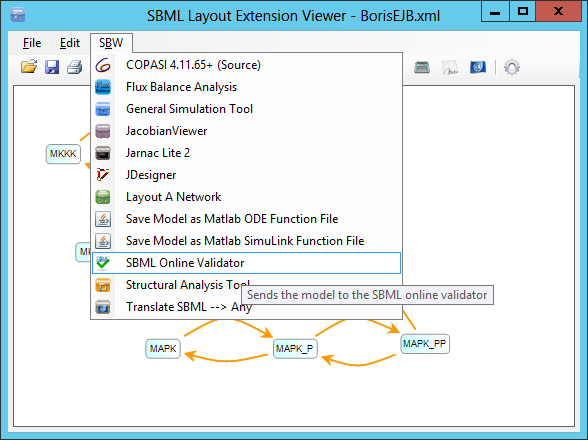 SBML Layout Extension Viewer - BorisEJB.xml
File Edit SBW
COPASI 4.11.65+ (Source)
Flux Balance Analysis
General Simulation Tool
JacobianViewer
MKKK
Jarnac Lite 2
JDesigner
Layout A Network
Save Model as Matlab ODE Function File
Save Model as Matlab SimuLink Function File
SBML Online Validator
Structural Analysis Tool
Sends the model to the SBML online validator
Translate SBML --> Any
MAPK MAPK_P MAPK_PP